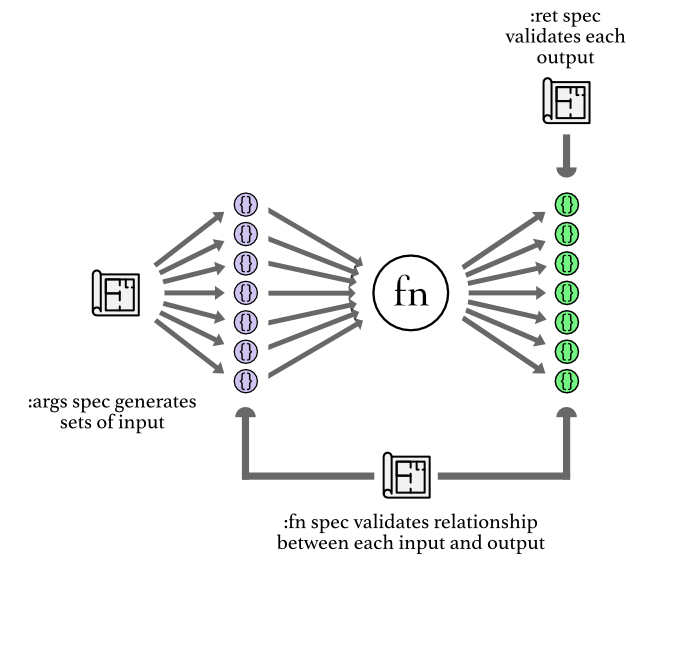 :ret spec
validates each
output
{}
{}
{}
{}
{}
{}
{}
fn
{}
{}
{}
{}
{}
{}
{}
:args spec generates
sets of input
:fn spec validates relationship
between each input and output